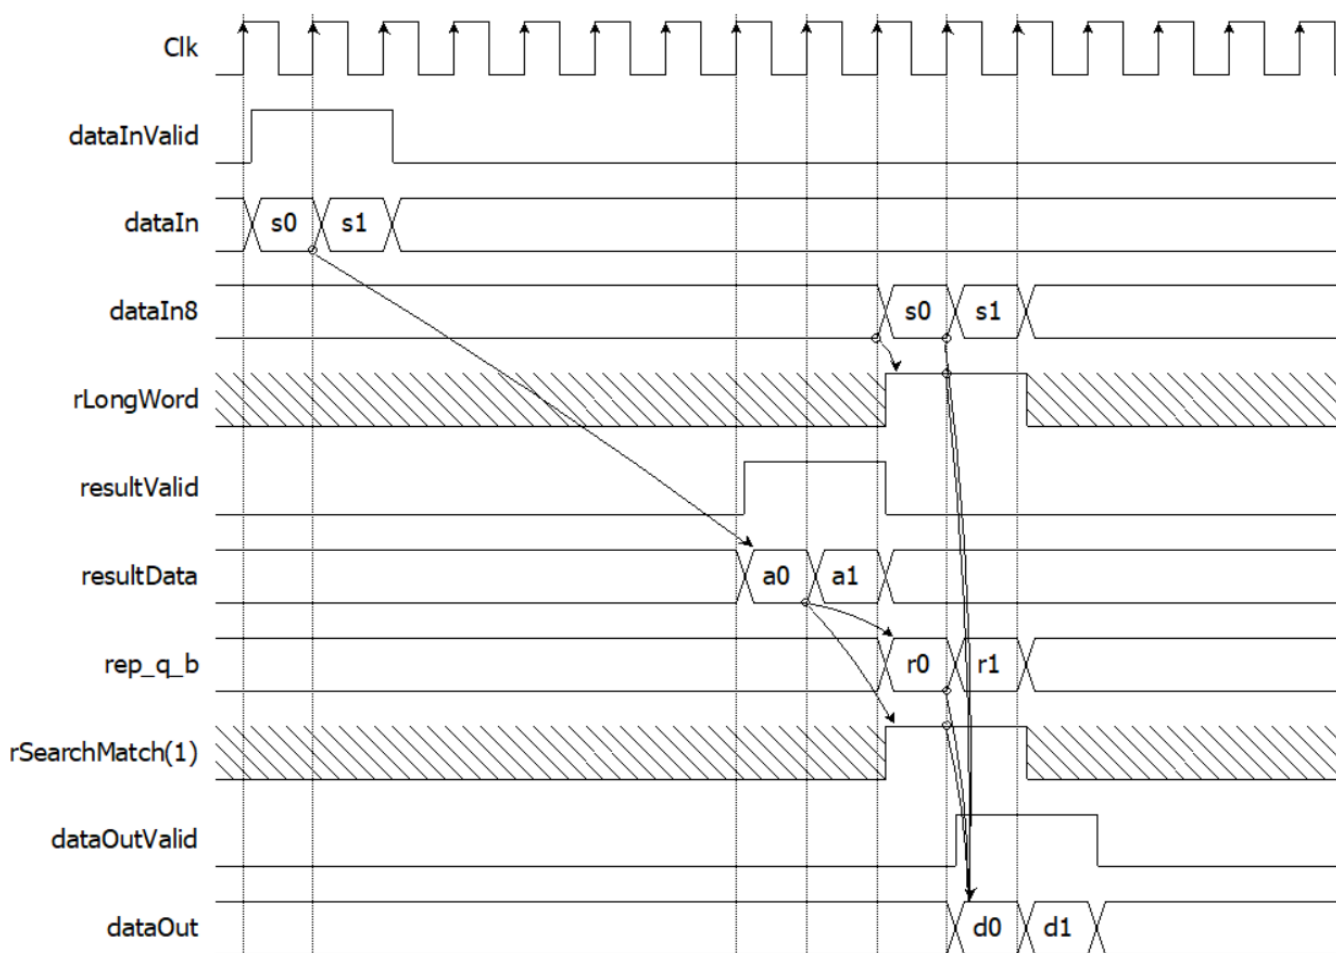 Clk
dataInValid
dataIn s0 s1
dataIn8 s0 s1
rLongWord
resultValid
resultData a0 a1
rep_q_b r0 r1
rSearchMatch(1)
dataOutValid
dataOut d0 d1